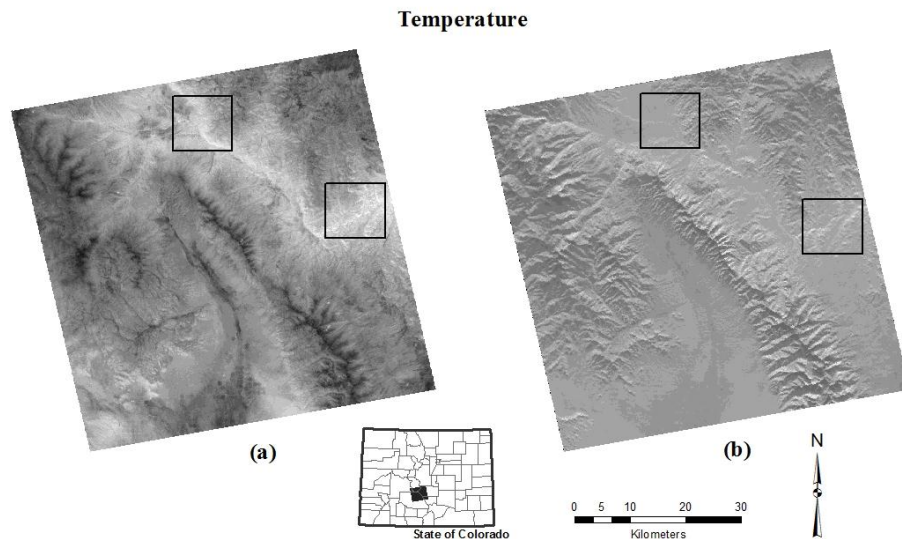 Temperature
(a)
(b)
N
State of Colorado
0 5 10 20 30
Kilometers